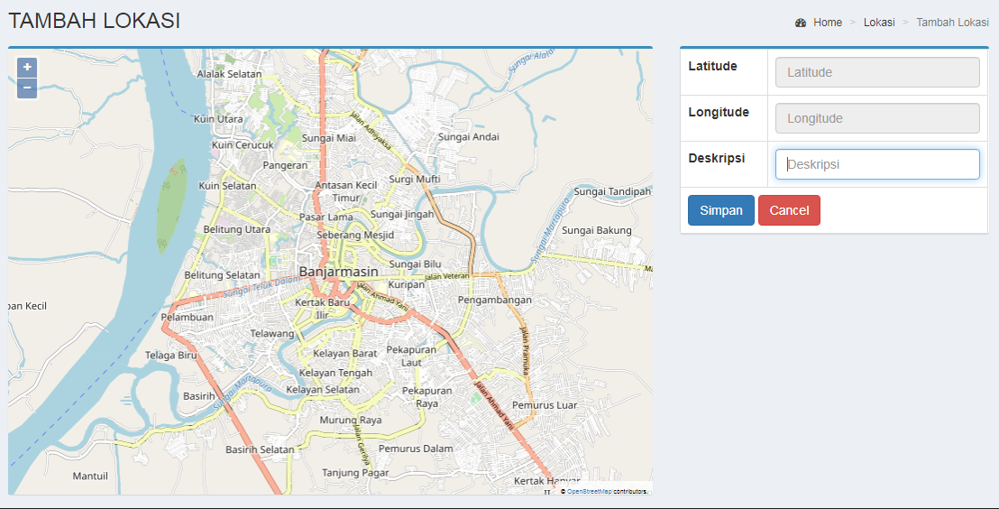 TAMBAH LOKASI
Home > Lokasi > Tambah Lokasi
+
−
Sungai Alalak
Alalak Selatan
Kuin Utara
Jalan Adhyaksa
Sungai Miai
Sungai Andai
Kuin Cerucuk
Pangeran
Surgi Mufti
Kuin Selatan
Antasan Kecil
Timur
Sungai Tandipah
Pasar Lama
Sungai Jingah
Sungai Martapura
Belitung Utara
Seberang Mesjid
Sungai Bakung
Sungai Bilu
Banjarmasin
Belitung Selatan
Jalan Veteran
Sungai Teluk Dalam
Kuripan
Jalan Ahmad Yani
Pengambangan
Kertak Baru
Ilir
Kecil
Pelambuan
Telawang
Jalan Pramuka
Telaga Biru
Kelayan Barat
Pekapuran
Laut
Kelayan Tengah
Sungai Martapura
Basirih
Kelayan Selatan
Pekapuran
Raya
Jalan Ahmad Yani
Pemurus Luar
Murung Raya
Jalan Gerilya
Basirih Selatan
Pemurus Dalam
Mantuil
Tanjung Pagar
Kertak Hanyar
II
© OpenStreetMap contributors.
Latitude
Latitude
Longitude
Longitude
Deskripsi
Deskripsi
Simpan Cancel